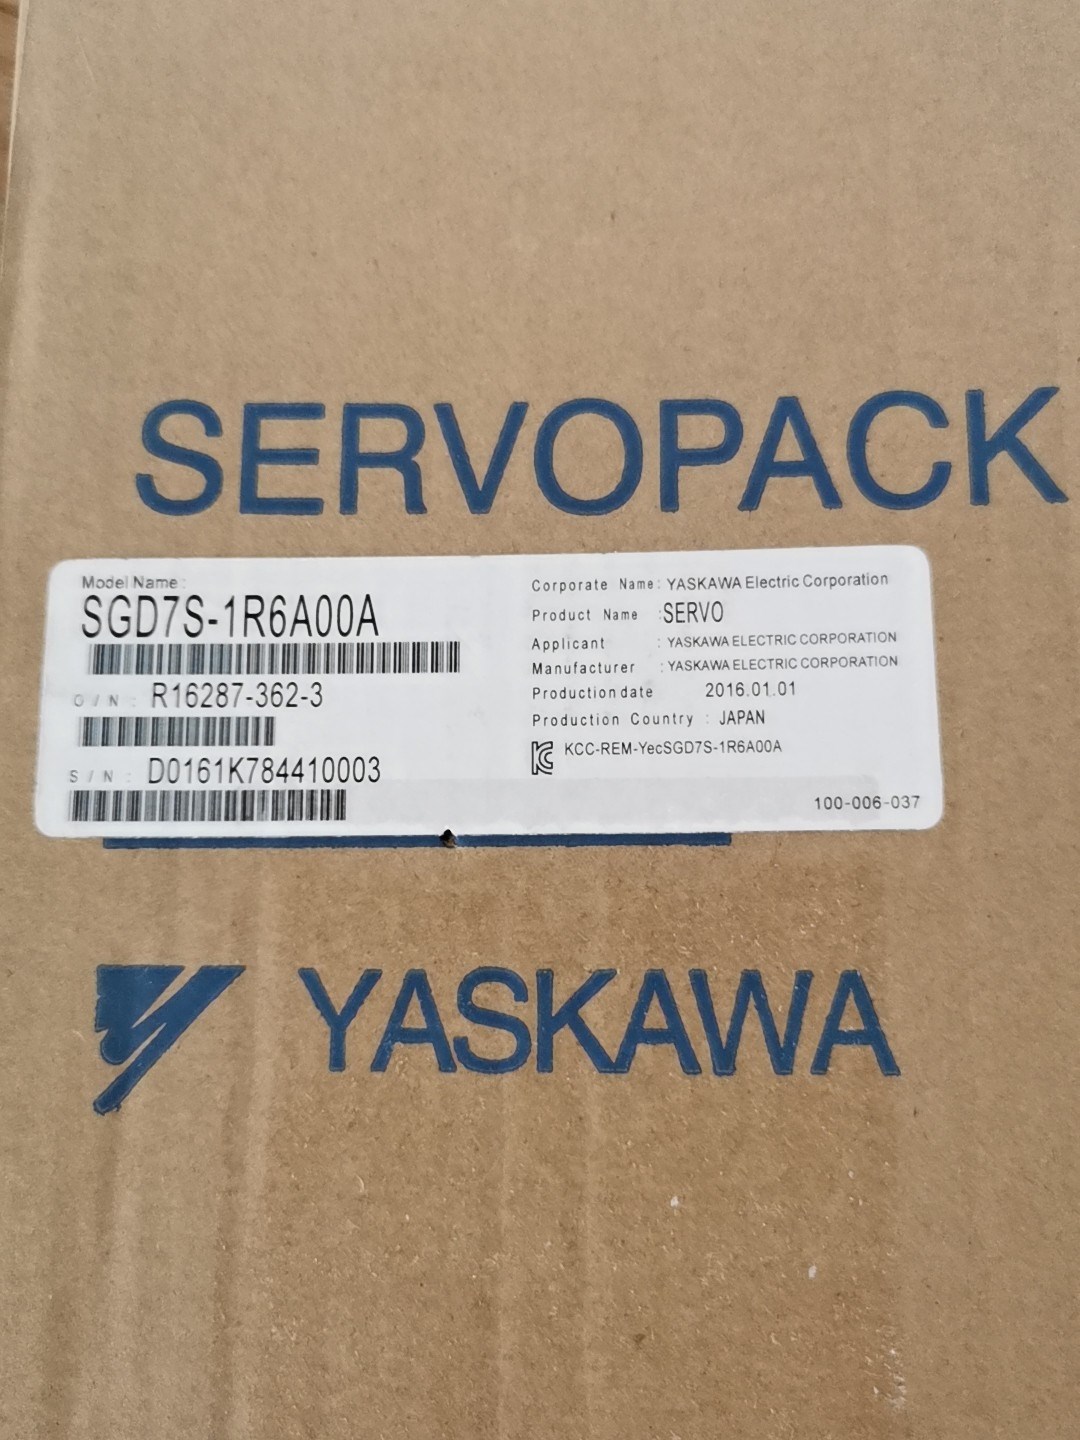 SERVOPACK
Model Name :
SGD7S-1R6A00A
O / N : R16287-362-3
S / N : D0161K784410003
Corporate Name : YASKAWA Electric Corporation
Product Name : SERVO
Applicant : YASKAWA ELECTRIC CORPORATION
Manufacturer : YASKAWA ELECTRIC CORPORATION
Production date 2016.01.01
Production Country : JAPAN
KCC-REM-YecSGD7S-1R6A00A
100-006-037
YASKAWA